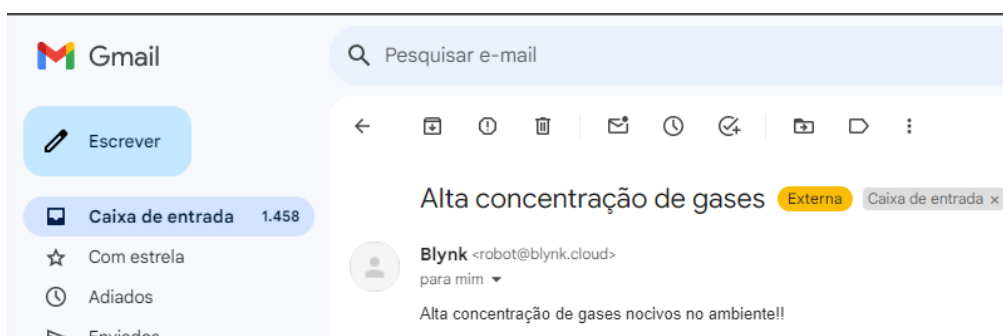 Gmail
Pesquisar e-mail
Escrever
Caixa de entrada 1.458
Com estrela
Adiados
Alta concentração de gases Externa Caixa de entrada ×
Blynk <robot@blynk.cloud>
para mim
Alta concentração de gases nocivos no ambiente!!